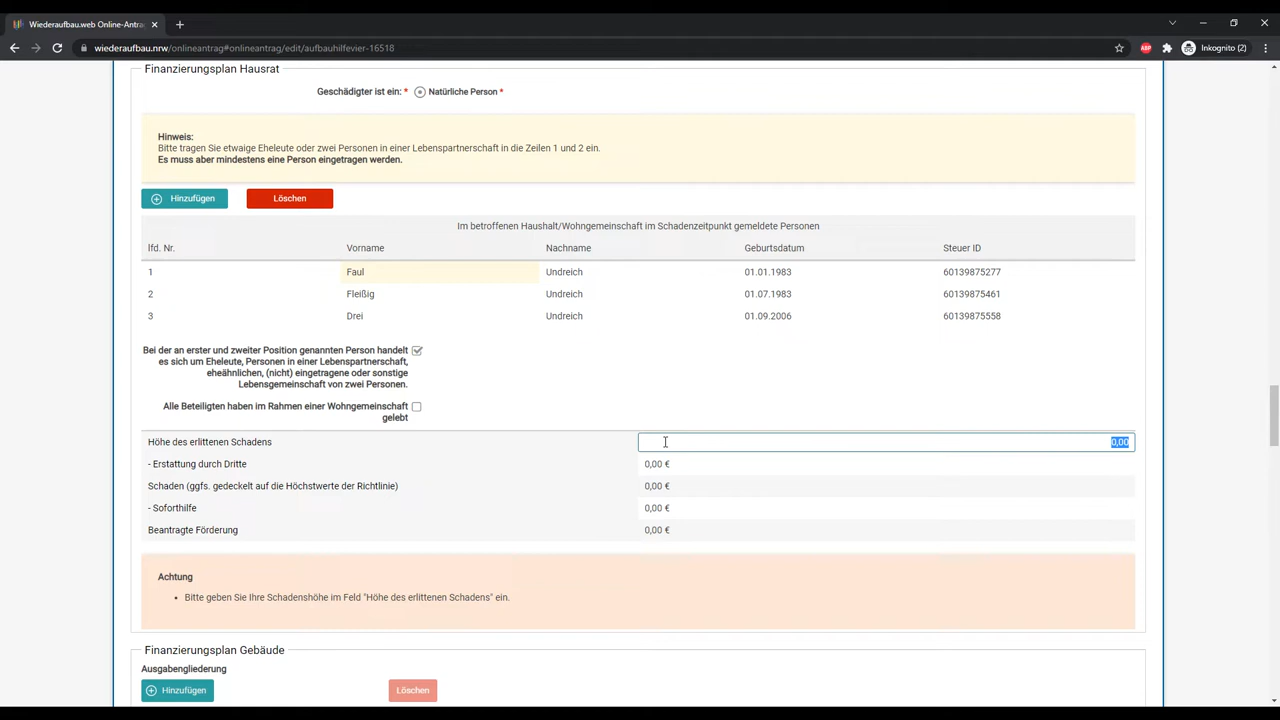 Wiederaufbau.web Online-Antra
wiederaufbau.nrw/onlineantrag#onlineantrag/edit/aufbauhilfevier-16518
ABP
Inkognito (2)
Finanzierungsplan Hausrat
Geschädigter ist ein: * Natürliche Person *
Hinweis:
Bitte tragen Sie etwaige Eheleute oder zwei Personen in einer Lebenspartnerschaft in die Zeilen 1 und 2 ein.
Es muss aber mindestens eine Person eingetragen werden.
Hinzufügen Löschen
Im betroffenen Haushalt/Wohngemeinschaft im Schadenzeitpunkt gemeldete Personen
lfd. Nr. Vorname Nachname Geburtsdatum Steuer ID
1 Faul Undreich 01.01.1983 60139875277
2 Fleißig Undreich 01.07.1983 60139875461
3 Drei Undreich 01.09.2006 60139875558
Bei der an erster und zweiter Position genannten Person handelt
es sich um Eheleute, Personen in einer Lebenspartnerschaft,
eheähnlichen, (nicht) eingetragene oder sonstige
Lebensgemeinschaft von zwei Personen.
Alle Beteiligten haben im Rahmen einer Wohngemeinschaft
gelebt
Höhe des erlittenen Schadens 0,00
- Erstattung durch Dritte 0,00 €
Schaden (ggfs. gedeckelt auf die Höchstwerte der Richtlinie) 0,00 €
- Soforthilfe 0,00 €
Beantragte Förderung 0,00 €
Achtung
• Bitte geben Sie Ihre Schadenshöhe im Feld "Höhe des erlittenen Schadens" ein.
Finanzierungsplan Gebäude
Ausgabengliederung
Hinzufügen Löschen